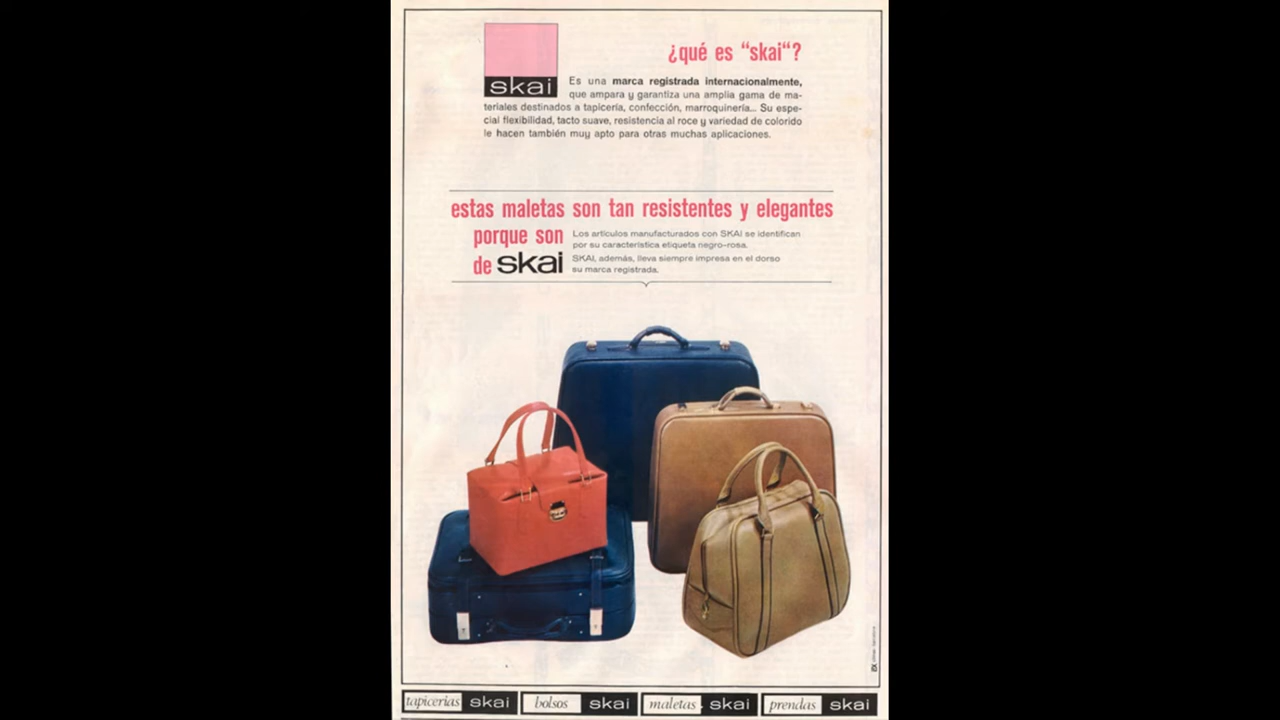 ¿qué es “skai“?
skai
Es una marca registrada internacionalmente,
que ampara y garantiza una amplia gama de ma-
teriales destinados a tapicería, confección, marroquinería... Su espe-
cial flexibilidad, tacto suave, resistencia al roce y variedad de colorido
le hacen también muy apto para otras muchas aplicaciones.
estas maletas son tan resistentes y elegantes
porque son
de skai
Los artículos manufacturados con SKAI se identifican
por su característica etiqueta negro-rosa.
SKAI, además, lleva siempre impresa en el dorso
su marca registrada.
tapicerias skai
bolsos skai
maletas skai
prendas skai